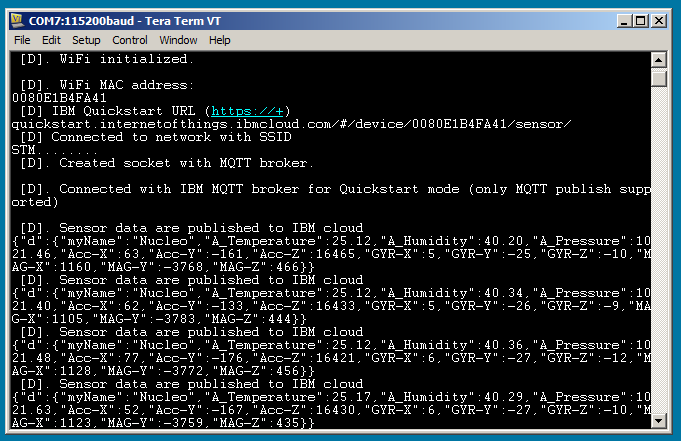 COM7:115200baud - Tera Term VT
File Edit Setup Control Window Help
[D]. WiFi initialized.
[D]. WiFi MAC address:
0080E1B4FA41
[D] IBM Quickstart URL (https://+)
quickstart.internetofthings.ibmcloud.com/#/device/0080E1B4FA41/sensor/
[D] Connected to network with SSID
STM........
[D]. Created socket with MQTT broker.
[D]. Connected with IBM MQTT broker for Quickstart mode (only MQTT publish supp
orted)
[D]. Sensor data are published to IBM cloud
{"d":{"myName":"Nucleo","A_Temperature":25.12,"A_Humidity":40.20,"A_Pressure":10
21.46,"Acc-X":63,"Acc-Y":-161,"Acc-Z":16465,"GYR-X":5,"GYR-Y":-25,"GYR-Z":-10,"M
AG-X":1160,"MAG-Y":-3768,"MAG-Z":466}}
[D]. Sensor data are published to IBM cloud
{"d":{"myName":"Nucleo","A_Temperature":25.12,"A_Humidity":40.34,"A_Pressure":10
21.40,"Acc-X":62,"Acc-Y":-133,"Acc-Z":16433,"GYR-X":5,"GYR-Y":-26,"GYR-Z":-9,"MA
G-X":1105,"MAG-Y":-3783,"MAG-Z":444}}
[D]. Sensor data are published to IBM cloud
{"d":{"myName":"Nucleo","A_Temperature":25.12,"A_Humidity":40.36,"A_Pressure":10
21.48,"Acc-X":77,"Acc-Y":-176,"Acc-Z":16421,"GYR-X":6,"GYR-Y":-27,"GYR-Z":-12,"M
AG-X":1128,"MAG-Y":-3772,"MAG-Z":456}}
[D]. Sensor data are published to IBM cloud
{"d":{"myName":"Nucleo","A_Temperature":25.17,"A_Humidity":40.29,"A_Pressure":10
21.63,"Acc-X":52,"Acc-Y":-167,"Acc-Z":16430,"GYR-X":6,"GYR-Y":-27,"GYR-Z":-10,"M
AG-X":1123,"MAG-Y":-3759,"MAG-Z":435}}